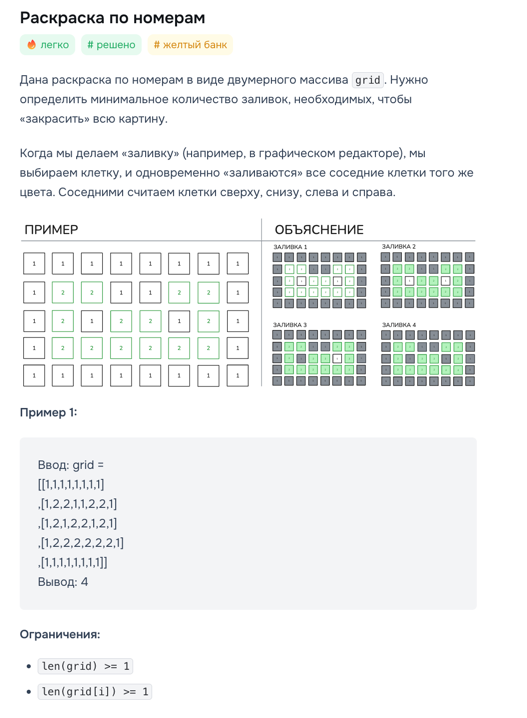 Раскраска по номерам
🔥 легко # решено # желтый банк
Дана раскраска по номерам в виде двумерного массива grid. Нужно
определить минимальное количество заливок, необходимых, чтобы
«закрасить» всю картину.
Когда мы делаем «заливку» (например, в графическом редакторе), мы
выбираем клетку, и одновременно «заливаются» все соседние клетки того же
цвета. Соседними считаем клетки сверху, снизу, слева и справа.
ПРИМЕР
1 1 1 1 1 1 1 1
1 2 2 1 1 2 2 1
1 2 1 2 2 1 2 1
1 2 2 2 2 2 2 1
1 1 1 1 1 1 1 1
ОБЪЯСНЕНИЕ
ЗАЛИВКА 1
ЗАЛИВКА 2
ЗАЛИВКА 3
ЗАЛИВКА 4
Пример 1:
Ввод: grid =
[[1,1,1,1,1,1,1,1]
,[1,2,2,1,1,2,2,1]
,[1,2,1,2,2,1,2,1]
,[1,2,2,2,2,2,2,1]
,[1,1,1,1,1,1,1,1]]
Вывод: 4
Ограничения:
• len(grid) >= 1
• len(grid[i]) >= 1